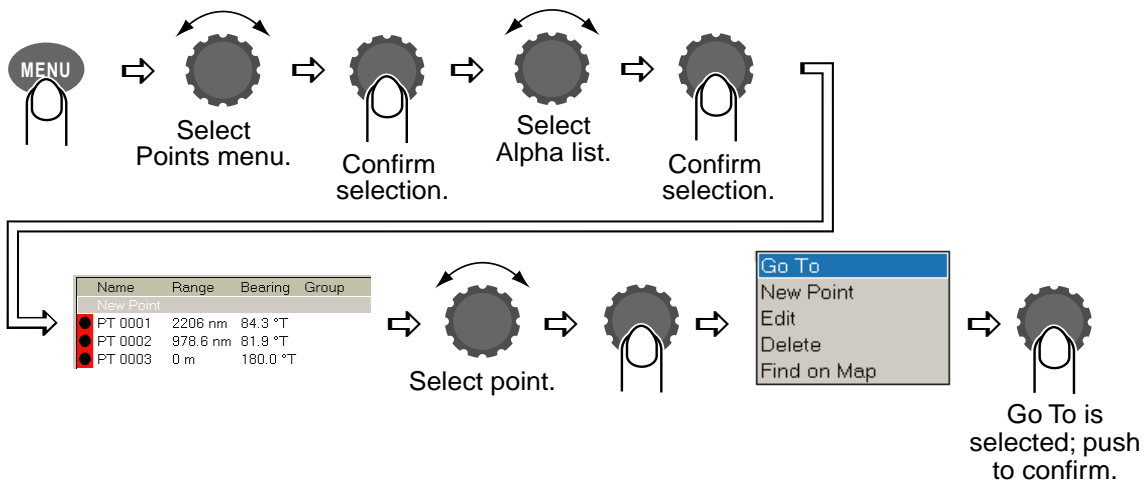 MENU
Select
Points menu.
Confirm
selection.
Select
Alpha list.
Confirm
selection.
Name Range Bearing Group
New Point
PT 0001 2206 nm 84.3 °T
PT 0002 978.6 nm 81.9 °T
PT 0003 0 m 180.0 °T
Select point.
Go To
New Point
Edit
Delete
Find on Map
Go To is
selected; push
to confirm.